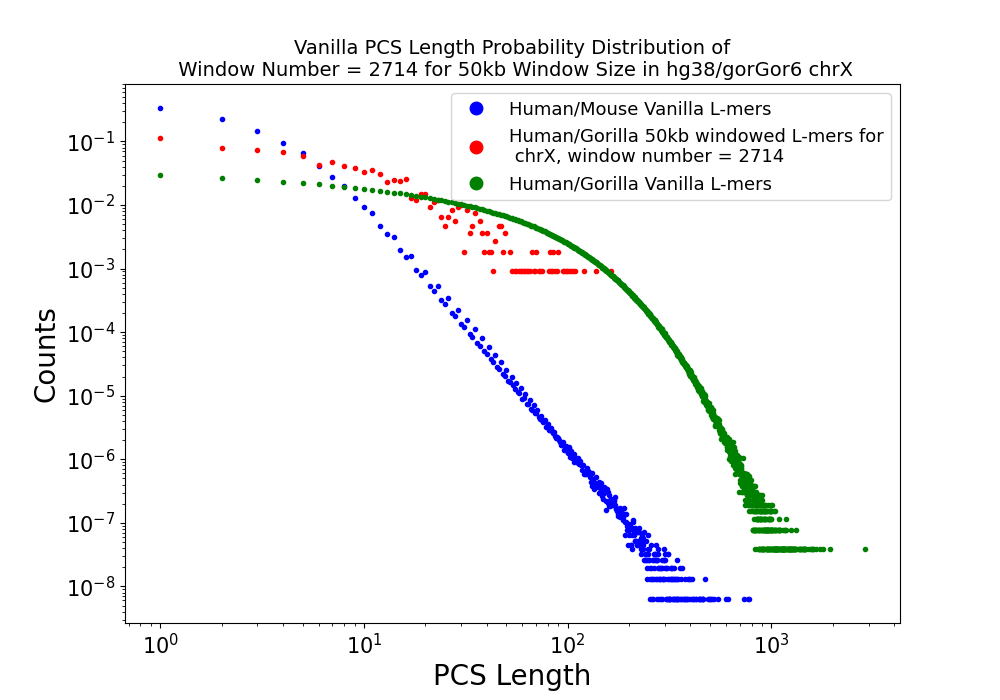 Vanilla PCS Length Probability Distribution of
Window Number = 2714 for 50kb Window Size in hg38/gorGor6 chrX
Human/Mouse Vanilla L-mers
Human/Gorilla 50kb windowed L-mers for
chrX, window number = 2714
Human/Gorilla Vanilla L-mers
Counts
10⁻¹
10⁻²
10⁻³
10⁻⁴
10⁻⁵
10⁻⁶
10⁻⁷
10⁻⁸
10⁰ 10¹ 10² 10³
PCS Length